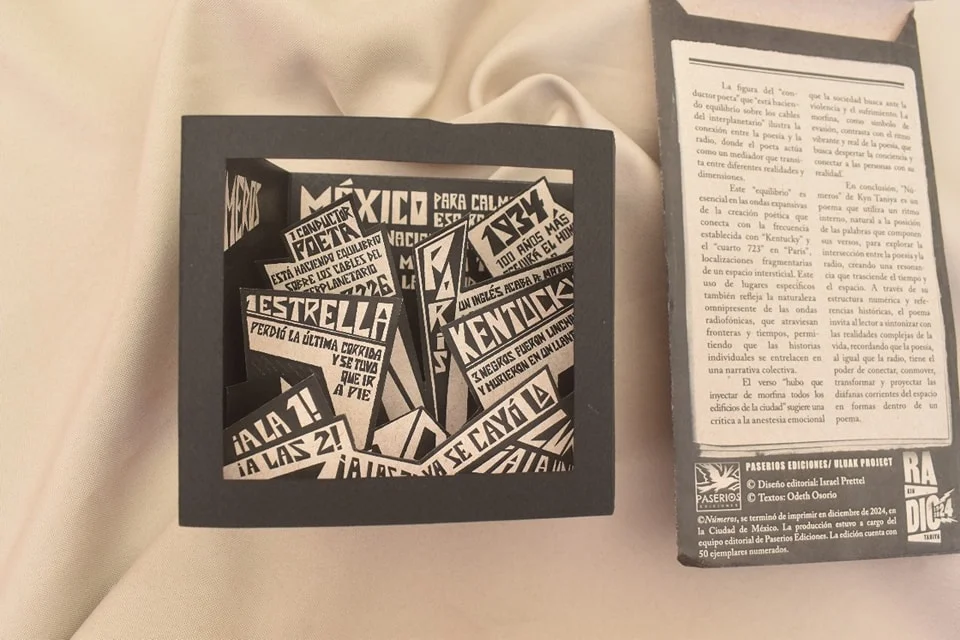 MEROS
MÉXICO
PARA CALM
1 CONDUCTOR
POETA
ESTÁ HACIENDO EQUILIBRIO
SOBRE LOS CABLES DEL
1934
100 AÑOS MÁS
UN INGLÉS ACABA D
1 ESTRELLA
PERDIÓ LA ÚLTIMA CORRIDA
Y SE TUVO
QUE IR
A PIE
KENTUCKY
3 NEGROS FUERON
Y MURIERON EN UN
¡A LA 1!
¡A LAS 2!
YA SE CAYÓ LA
La figura del "con-
ductor poeta" que "está hacien-
do equilibrio sobre los cables
del interplanetario" ilustra la
conexión entre la poesía y la
radio, donde el poeta actúa
como un mediador que transi-
ta entre diferentes realidades y
dimensiones.
Este "equilibrio" es
esencial en las ondas expansivas
de la creación poética que
conecta con la frecuencia
establecida con "Kentucky" y
el "cuarto 723" en "París",
localizaciones fragmentarias
de un espacio intersticial. Este
uso de lugares específicos
también refleja la naturaleza
omnipresente de las ondas
radiofónicas, que atraviesan
fronteras y tiempos, permi-
tiendo que las historias
individuales se entrelacen en
una narrativa colectiva.
El verso "hubo que
inyectar de morfina todos los
edificios de la ciudad" sugiere una
crítica a la anestesia emocional
que la sociedad busca ante la
violencia y el sufrimiento. La
morfina, como símbolo de
evasión, contrasta con el ritmo
vibrante y real de la poesía, que
busca despertar la conciencia y
conectar a las personas con su
realidad.
En conclusión, "Nú-
meros" de Kyn Taniya es un
poema que utiliza un ritmo
interno, natural a la posición
de las palabras que componen
sus versos, para explorar la
intersección entre la poesía y la
radio, creando una resonan-
cia que trasciende el tiempo y
el espacio. A través de su
estructura numérica y refe-
rencias históricas, el poema
invita al lector a sintonizar con
las realidades complejas de la
vida, recordando que la poesía,
al igual que la radio, tiene el
poder de conectar, conmover,
transformar y proyectar las
diáfanas corrientes del espacio
en formas dentro de un
poema.
PASERIOS
EDICIONES
PASERIOS EDICIONES/ ULUAK PROJECT
© Diseño editorial: Israel Prettel
© Textos: Odeth Osorio
©Números, se terminó de imprimir en diciembre de 2024, en
la Ciudad de México. La producción estuvo a cargo del
equipo editorial de Paserios Ediciones. La edición cuenta con
50 ejemplares numerados.
RA
DIO
TANIYA